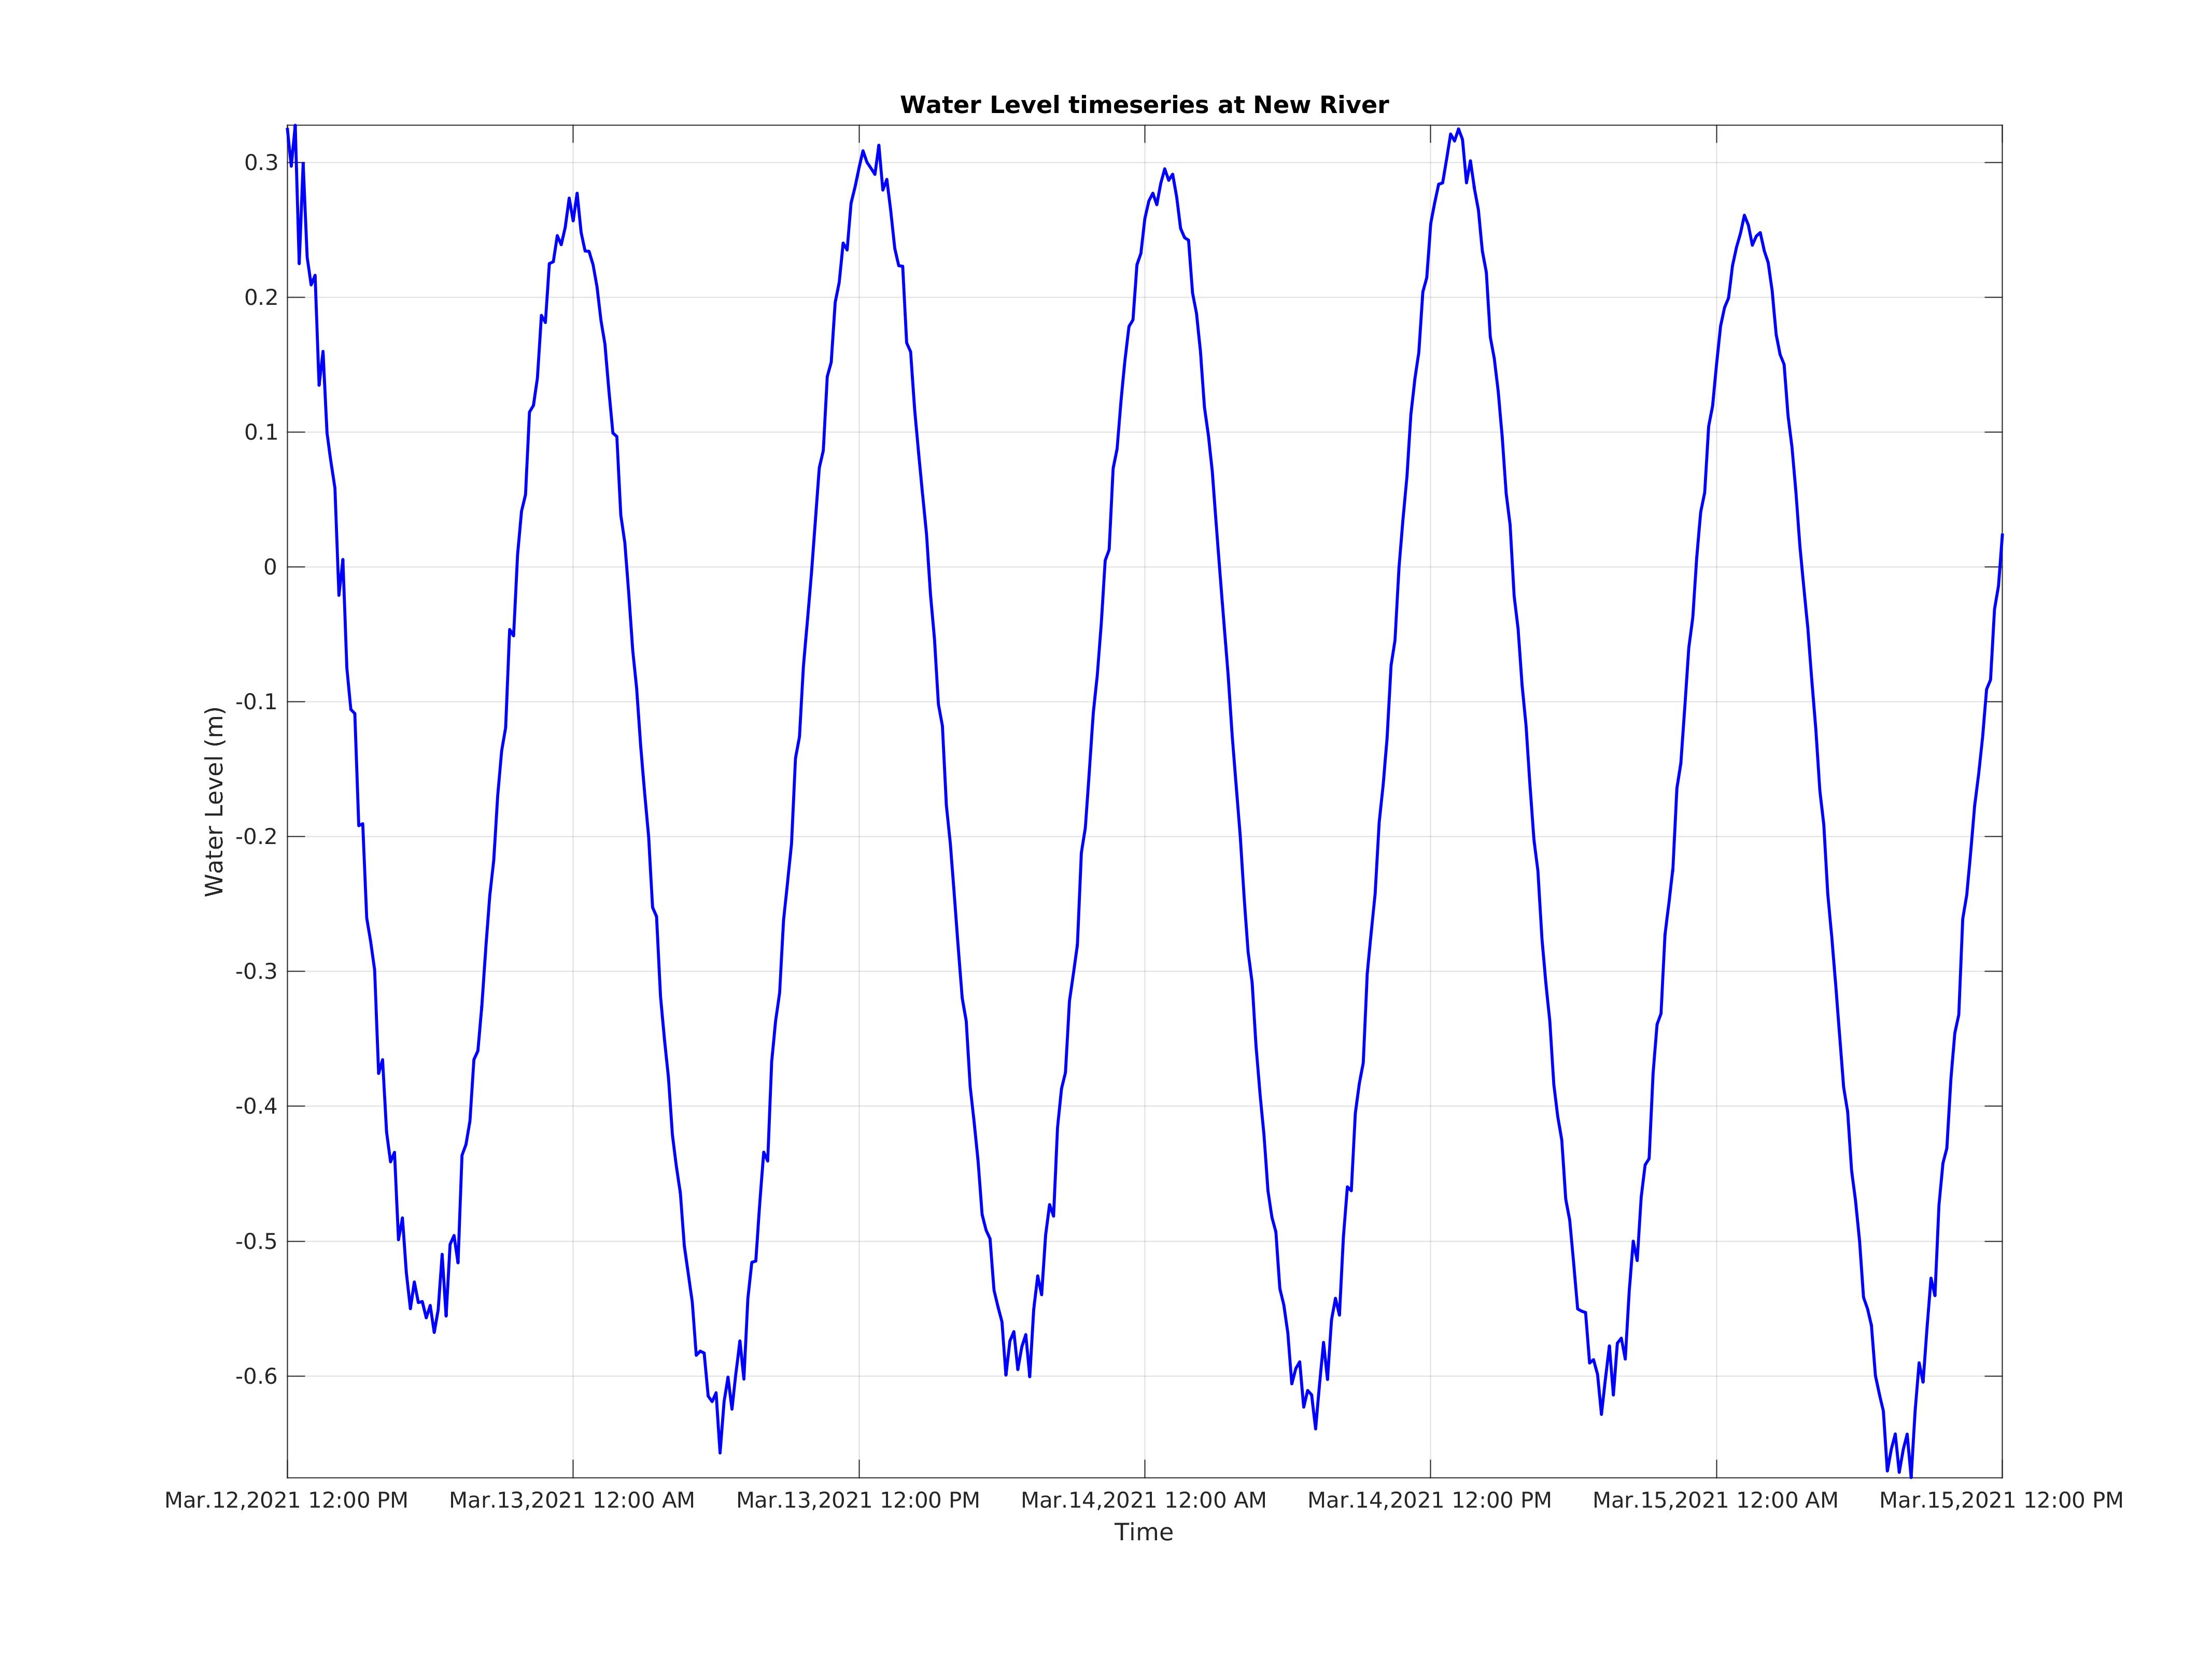 Water Level timeseries at New River
0.3
0.2
0.1
0
-0.1
-0.2
-0.3
-0.4
-0.5
-0.6
Water Level (m)
Mar.12,2021 12:00 PM Mar.13,2021 12:00 AM Mar.13,2021 12:00 PM Mar.14,2021 12:00 AM Mar.14,2021 12:00 PM Mar.15,2021 12:00 AM Mar.15,2021 12:00 PM
Time